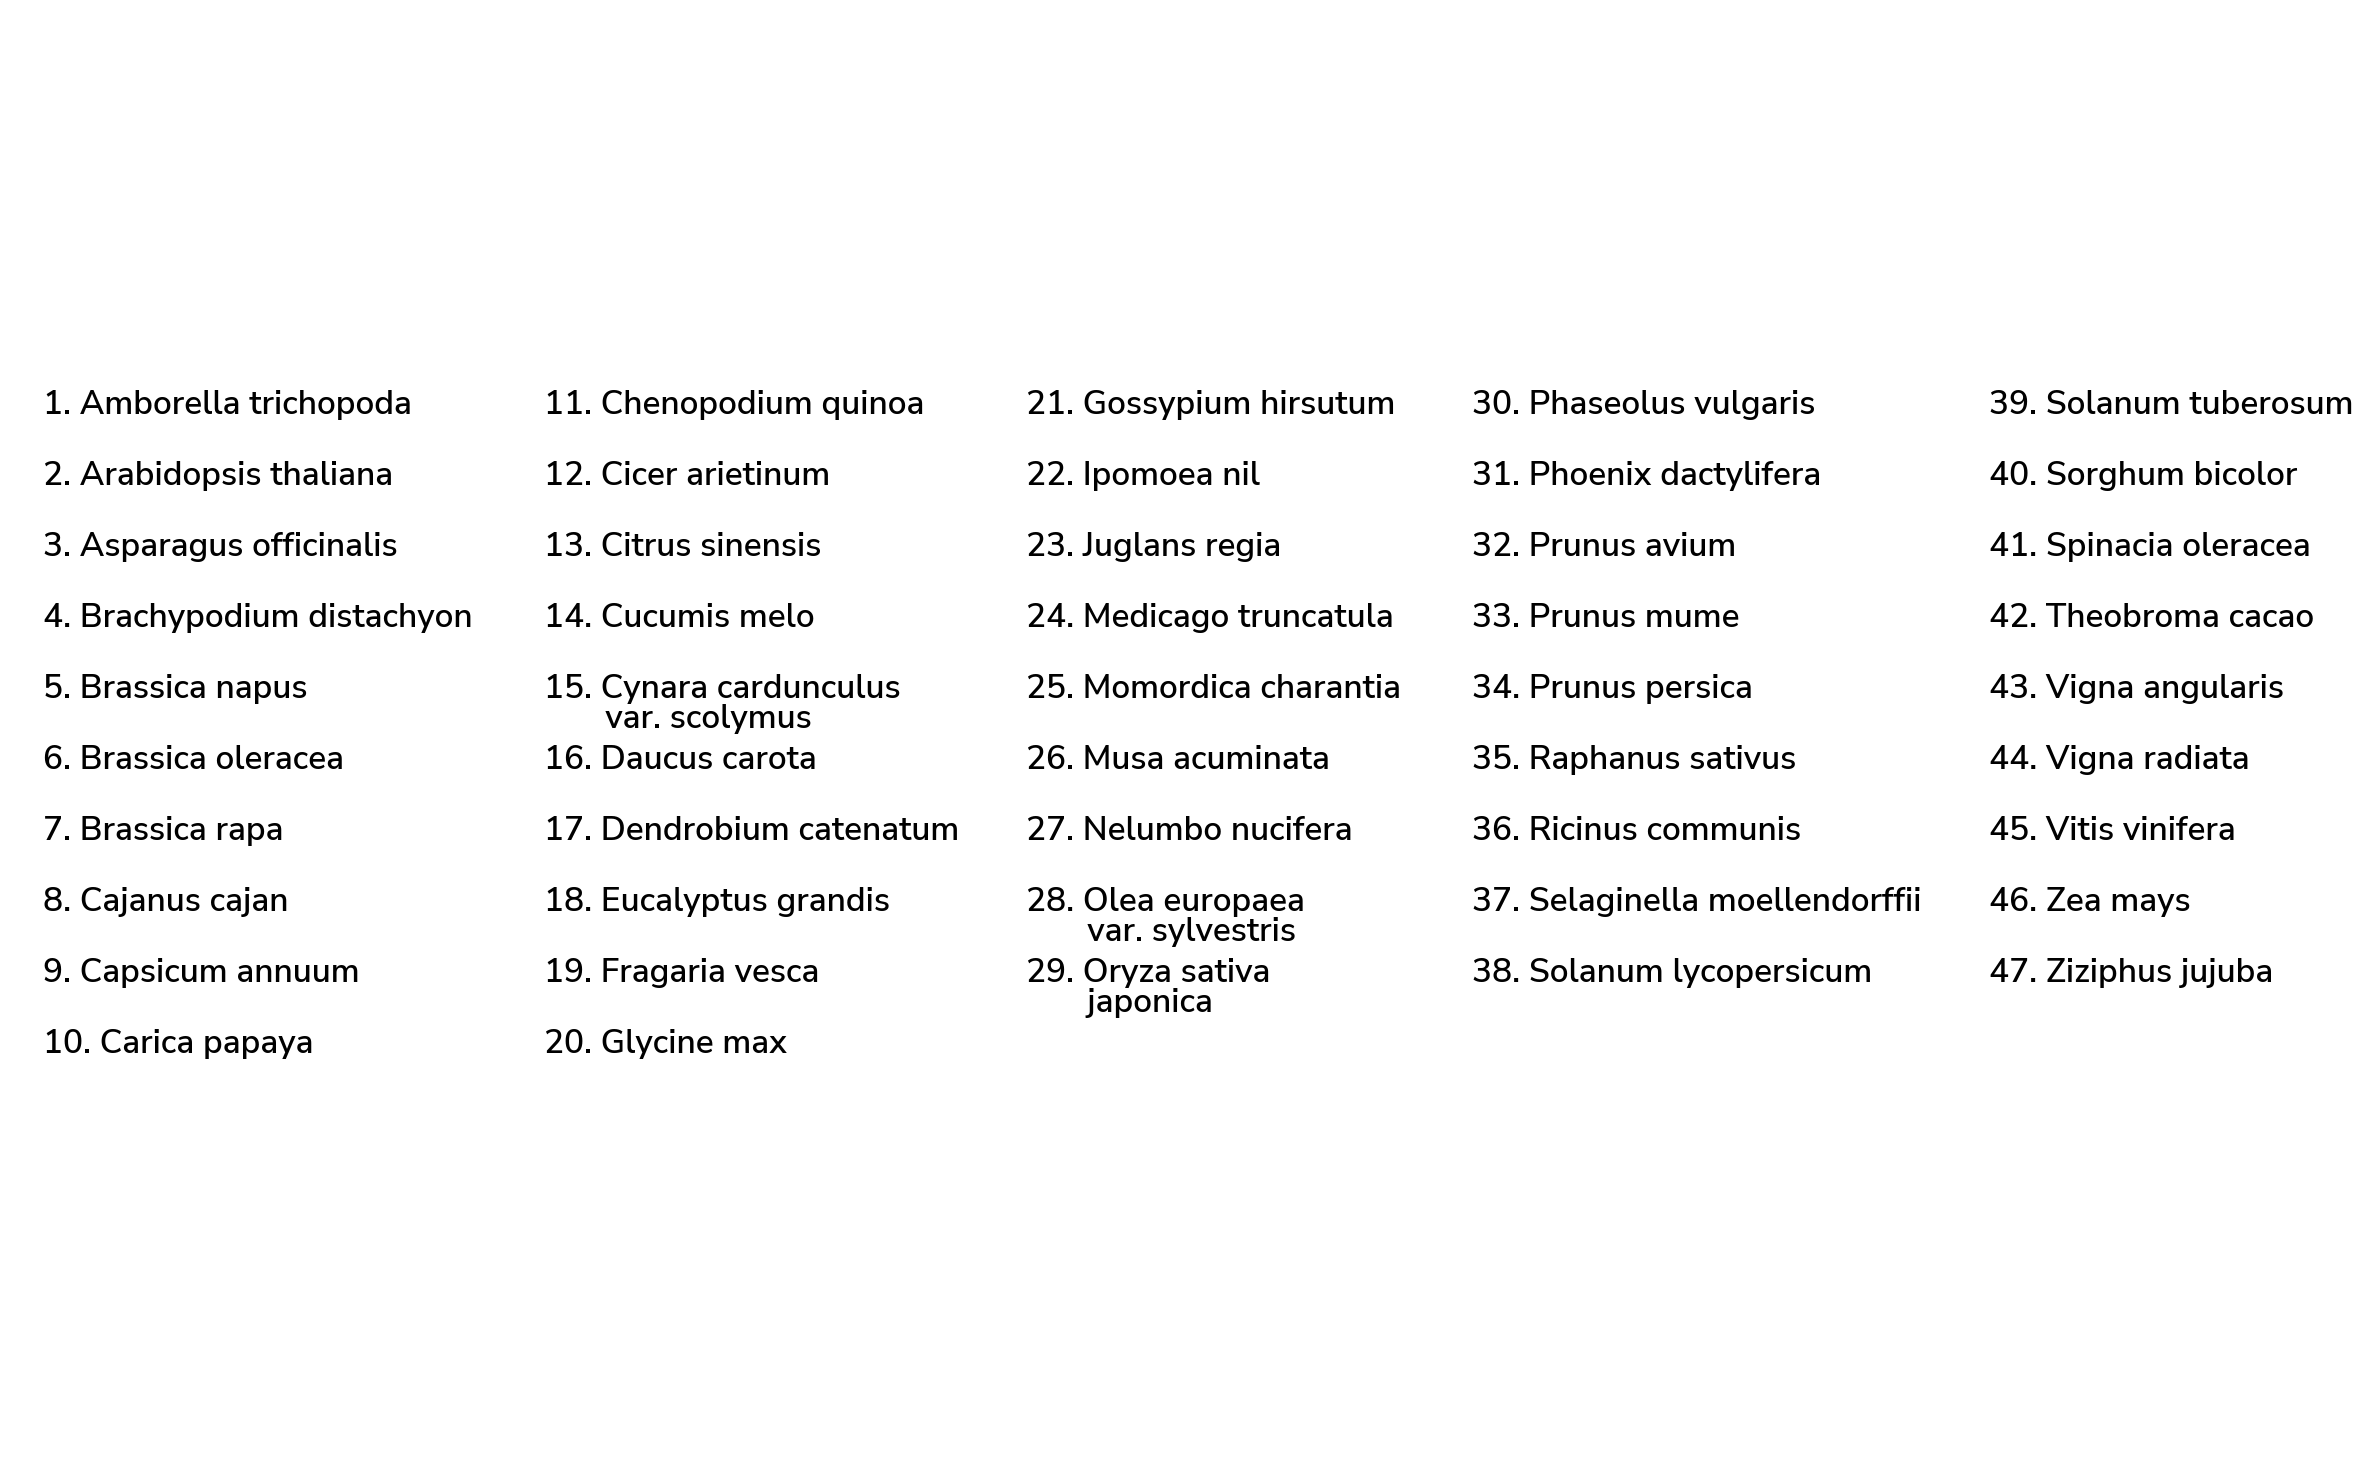 1. Amborella trichopoda
2. Arabidopsis thaliana
3. Asparagus officinalis
4. Brachypodium distachyon
5. Brassica napus
6. Brassica oleracea
7. Brassica rapa
8. Cajanus cajan
9. Capsicum annuum
10. Carica papaya
11. Chenopodium quinoa
12. Cicer arietinum
13. Citrus sinensis
14. Cucumis melo
15. Cynara cardunculus
var. scolymus
16. Daucus carota
17. Dendrobium catenatum
18. Eucalyptus grandis
19. Fragaria vesca
20. Glycine max
21. Gossypium hirsutum
22. Ipomoea nil
23. Juglans regia
24. Medicago truncatula
25. Momordica charantia
26. Musa acuminata
27. Nelumbo nucifera
28. Olea europaea
var. sylvestris
29. Oryza sativa
japonica
30. Phaseolus vulgaris
31. Phoenix dactylifera
32. Prunus avium
33. Prunus mume
34. Prunus persica
35. Raphanus sativus
36. Ricinus communis
37. Selaginella moellendorffii
38. Solanum lycopersicum
39. Solanum tuberosum
40. Sorghum bicolor
41. Spinacia oleracea
42. Theobroma cacao
43. Vigna angularis
44. Vigna radiata
45. Vitis vinifera
46. Zea mays
47. Ziziphus jujuba